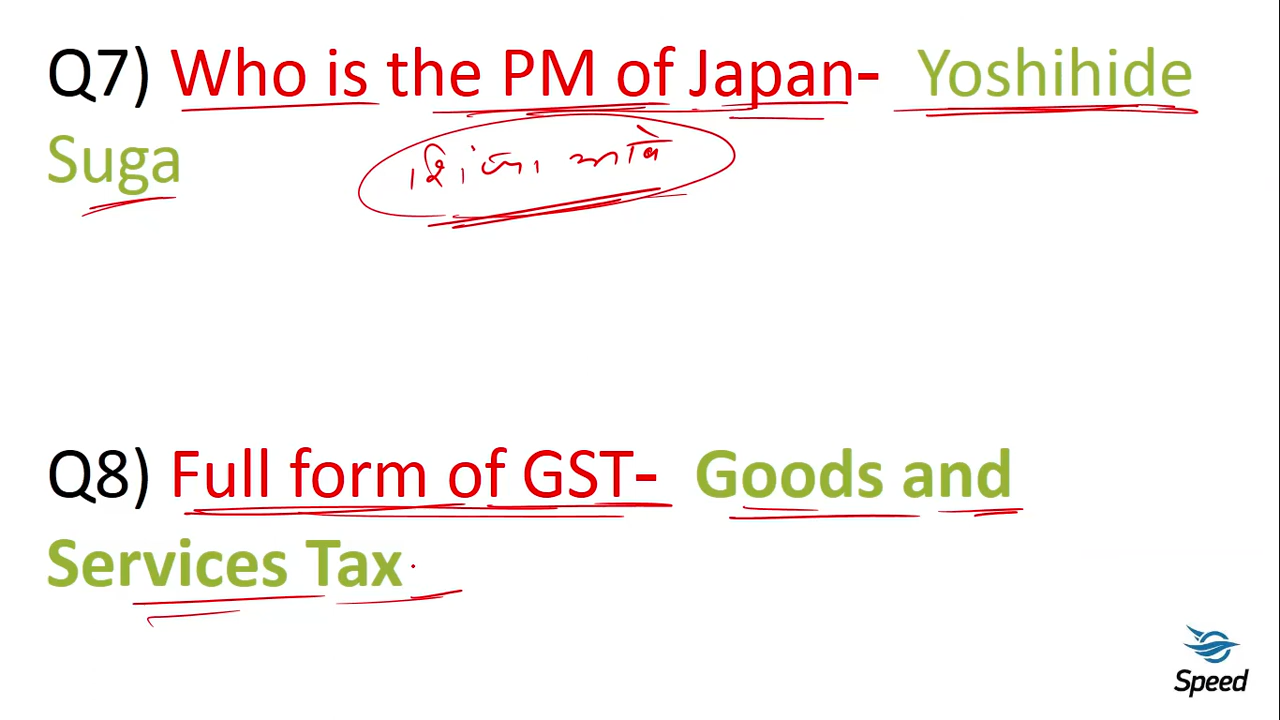 Q7) Who is the PM of Japan- Yoshihide
Suga
Q8) Full form of GST- Goods and
Services Tax
Speed